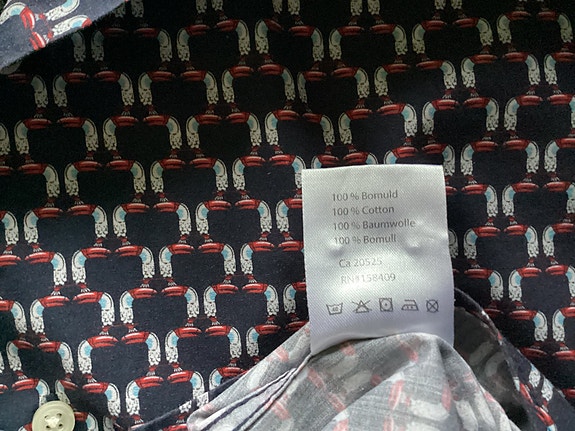 100 % Bomuld
100 % Cotton
100 % Baumwolle
100 % Bomull
Ca 20525
RN#158409